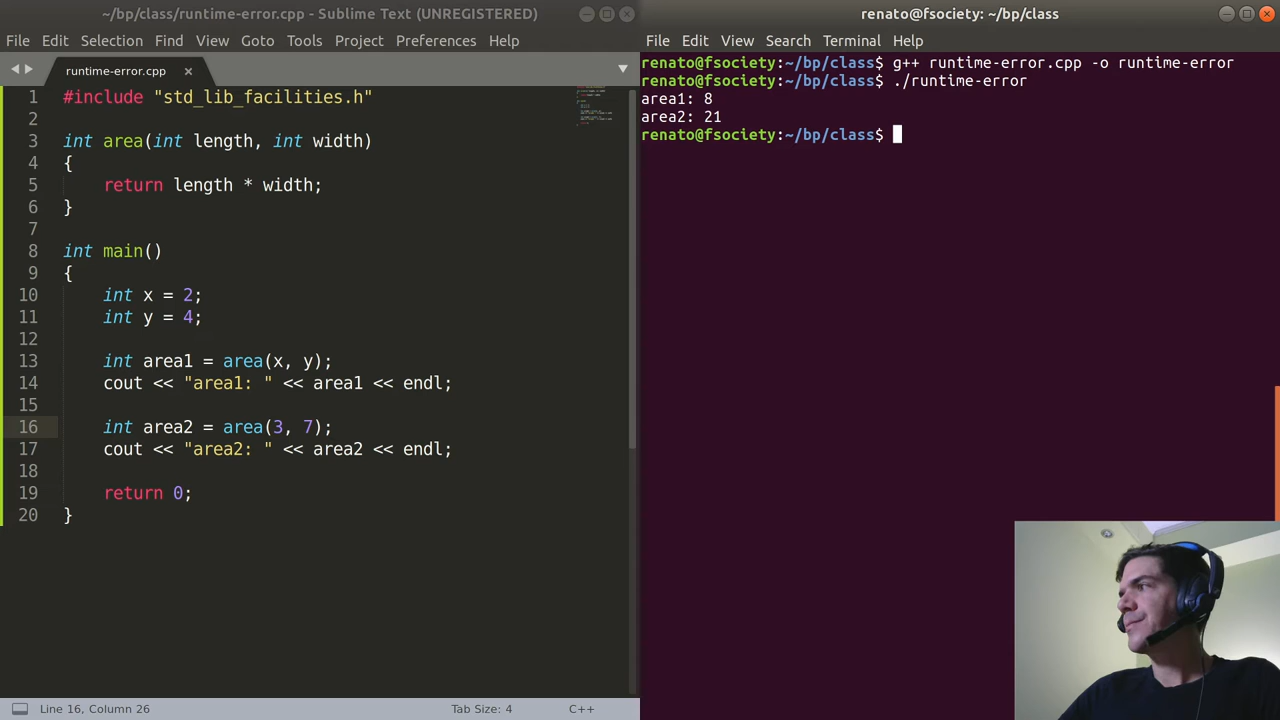 ~/bp/class/runtime-error.cpp - Sublime Text (UNREGISTERED)
File Edit Selection Find View Goto Tools Project Preferences Help
runtime-error.cpp
1 #include "std_lib_facilities.h"
2
3 int area(int length, int width)
4 {
5 return length * width;
6 }
7
8 int main()
9 {
10 int x = 2;
11 int y = 4;
12
13 int area1 = area(x, y);
14 cout << "area1: " << area1 << endl;
15
16 int area2 = area(3, 7);
17 cout << "area2: " << area2 << endl;
18
19 return 0;
20 }
Line 16, Column 26 Tab Size: 4 C++
renato@fsociety: ~/bp/class
File Edit View Search Terminal Help
renato@fsociety:~/bp/class$ g++ runtime-error.cpp -o runtime-error
renato@fsociety:~/bp/class$ ./runtime-error
area1: 8
area2: 21
renato@fsociety:~/bp/class$